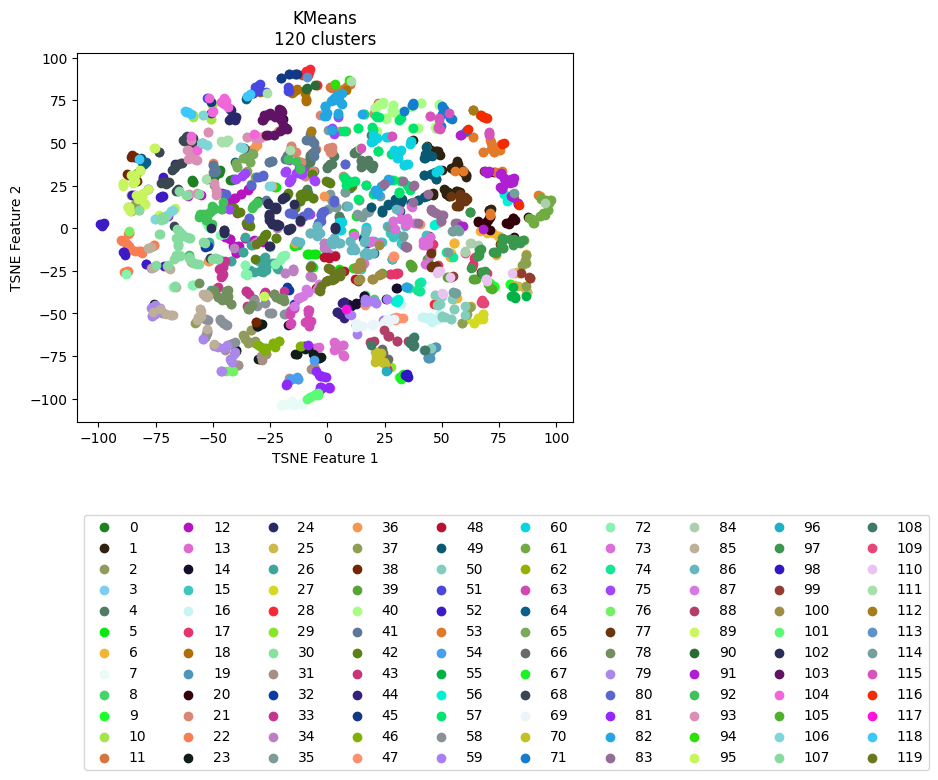 KMeans
120 clusters
100
75
50
25
0
−25
−50
−75
−100
TSNE Feature 2
−100 −75 −50 −25 0 25 50 75 100
TSNE Feature 1
0 12 24 36 48 60 72 84 96 108
1 13 25 37 49 61 73 85 97 109
2 14 26 38 50 62 74 86 98 110
3 15 27 39 51 63 75 87 99 111
4 16 28 40 52 64 76 88 100 112
5 17 29 41 53 65 77 89 101 113
6 18 30 42 54 66 78 90 102 114
7 19 31 43 55 67 79 91 103 115
8 20 32 44 56 68 80 92 104 116
9 21 33 45 57 69 81 93 105 117
10 22 34 46 58 70 82 94 106 118
11 23 35 47 59 71 83 95 107 119